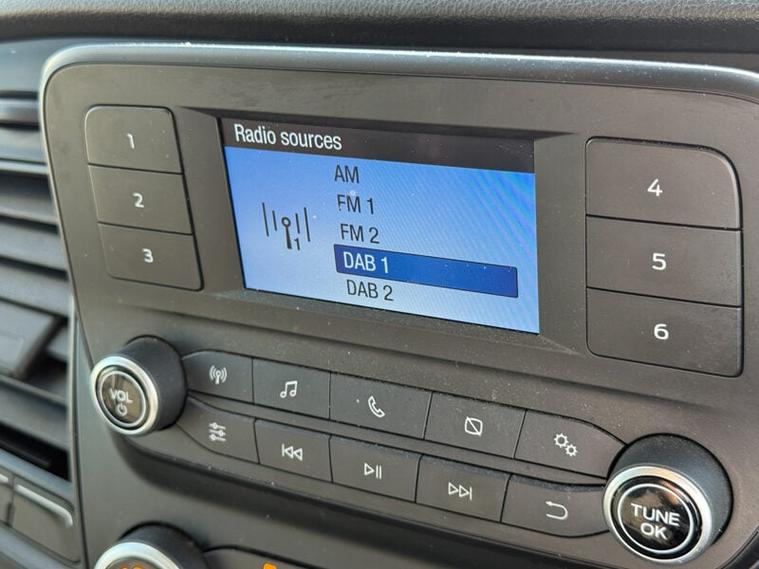 Radio sources
AM
FM 1
FM 2
DAB 1
DAB 2
1
1
2
3
4
5
6
VOL
TUNE
OK